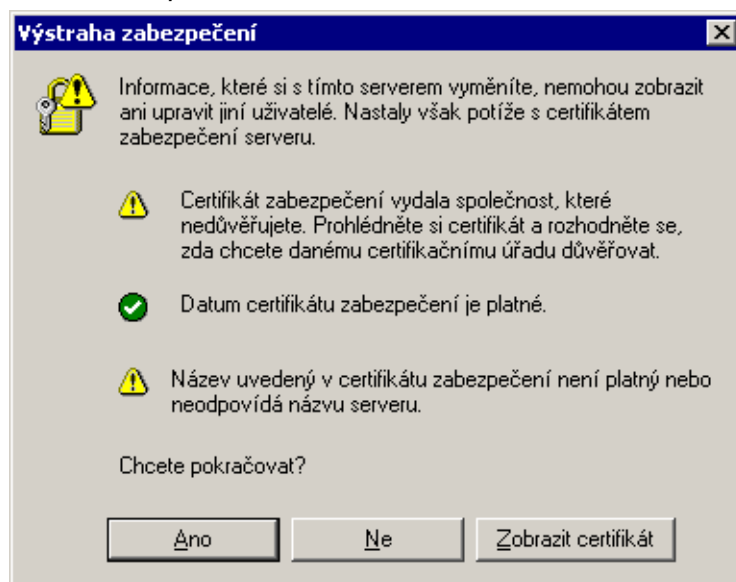 Výstraha zabezpečení
Informace, které si s tímto serverem vyměníte, nemohou zobrazit
ani upravit jiní uživatelé. Nastaly však potíže s certifikátem
zabezpečení serveru.
Certifikát zabezpečení vydala společnost, které
nedůvěřujete. Prohlédněte si certifikát a rozhodněte se,
zda chcete danému certifikačnímu úřadu důvěřovat.
Datum certifikátu zabezpečení je platné.
Název uvedený v certifikátu zabezpečení není platný nebo
neodpovídá názvu serveru.
Chcete pokračovat?
Ano Ne Zobrazit certifikát